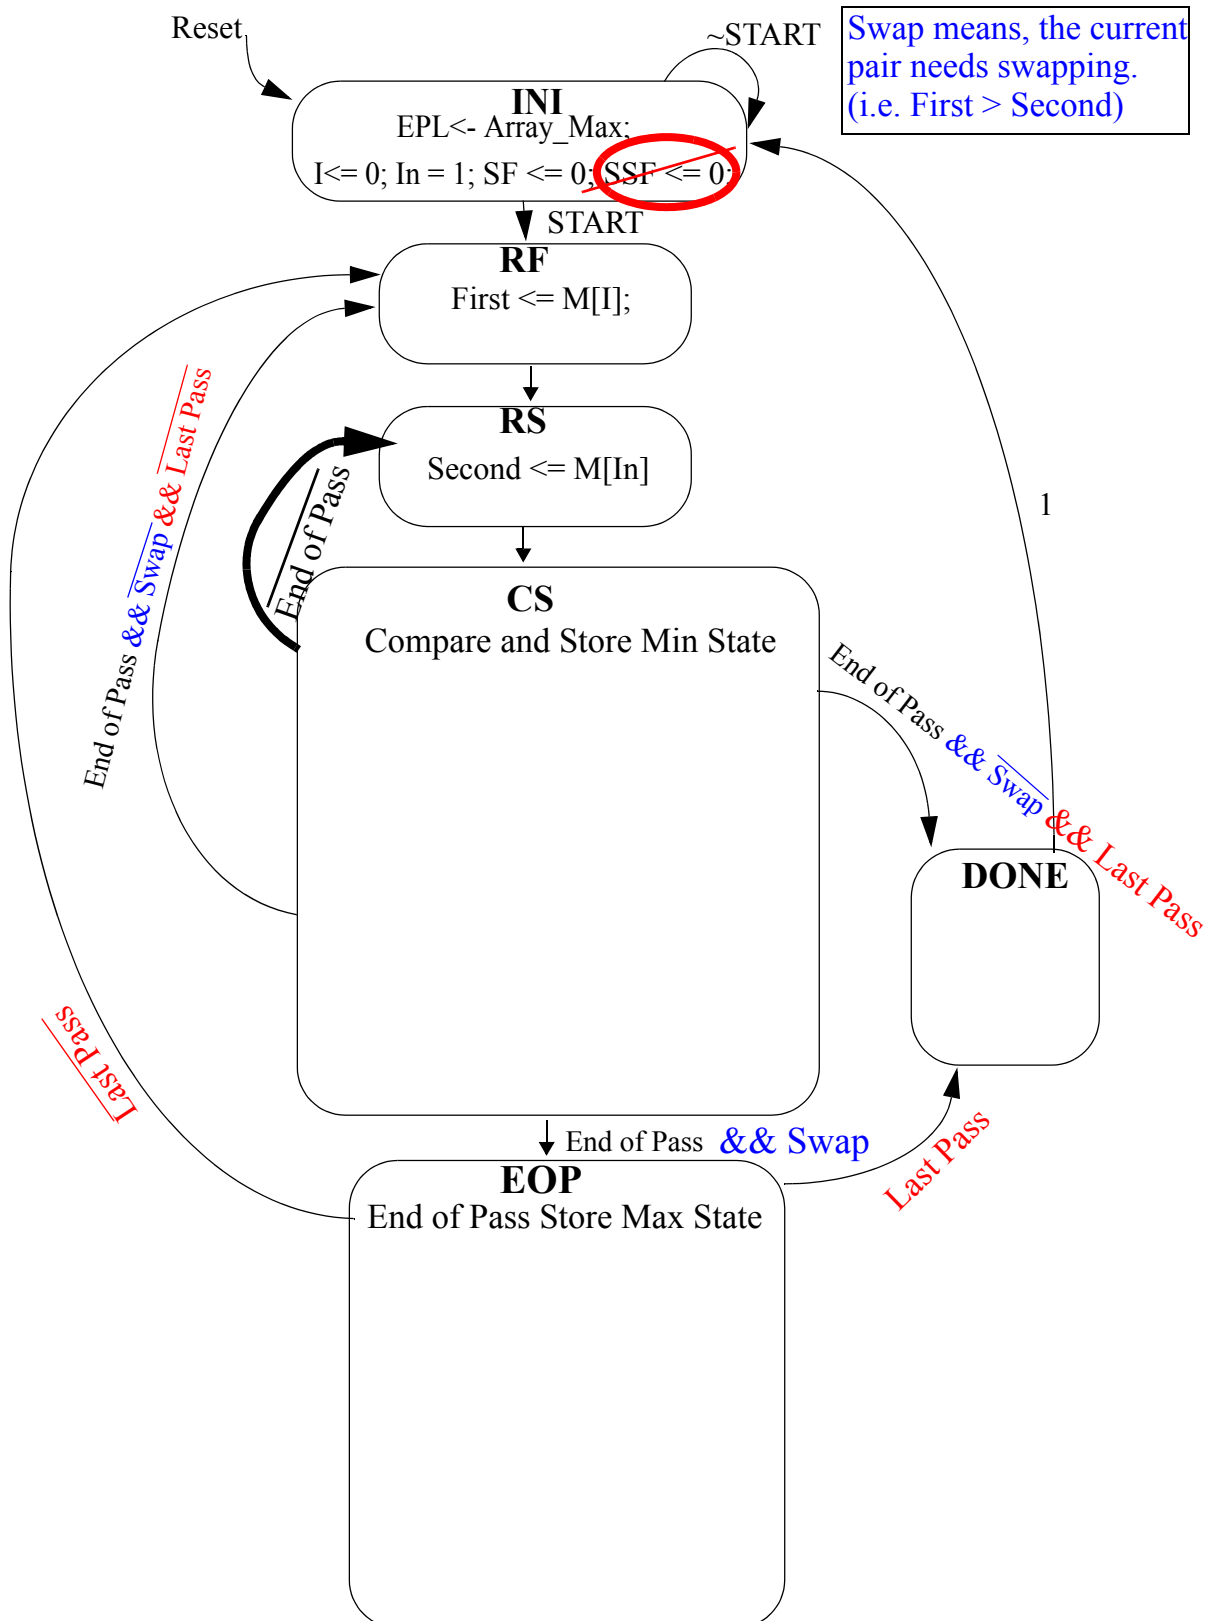 Reset
~START
Swap means, the current
pair needs swapping.
(i.e. First > Second)
INI
EPL<- Array_Max;
I<= 0; In = 1; SF <= 0; SSF <= 0;
START
RF
First <= M[I];
RS
Second <= M[In]
End of Pass
End of Pass && Swap && Last Pass
1
CS
Compare and Store Min State
End of Pass && Swap && Last Pass
DONE
Last Pass
End of Pass && Swap
Last Pass
EOP
End of Pass Store Max State